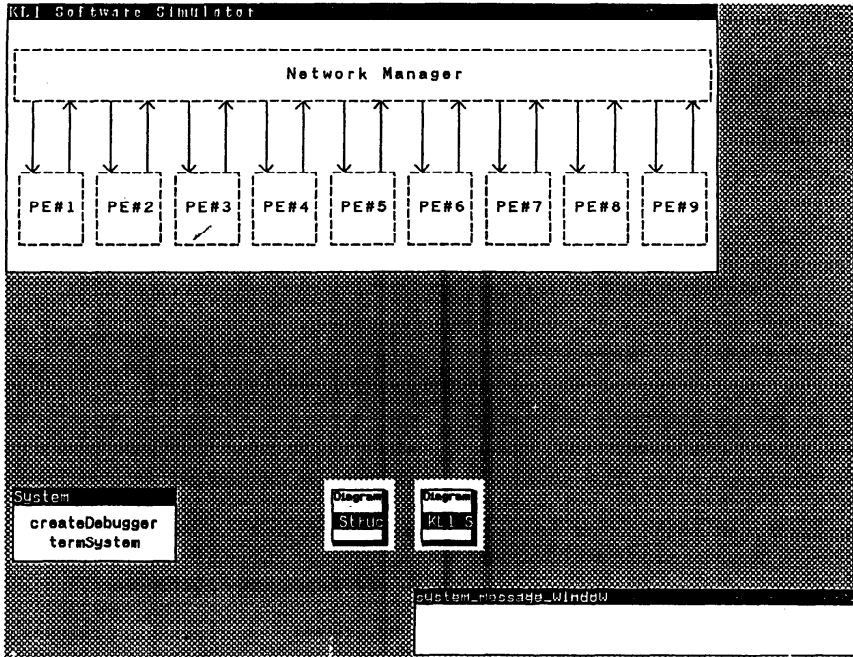 KL1 Software Simulator
Network Manager
PE#1 PE#2 PE#3 PE#4 PE#5 PE#6 PE#7 PE#8 PE#9
System
createDebugger
termSystem
Diagram Diagram
Struc KL1 S
system_message_window